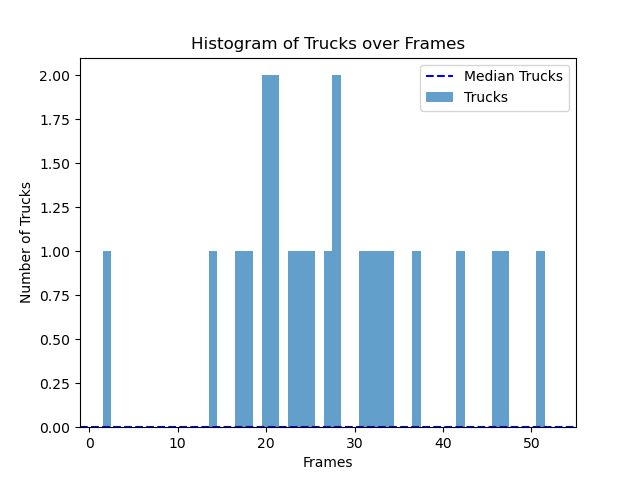 Histogram of Trucks over Frames
Median Trucks
Trucks
2.00
1.75
1.50
1.25
1.00
0.75
0.50
0.25
0.00
Number of Trucks
0 10 20 30 40 50
Frames